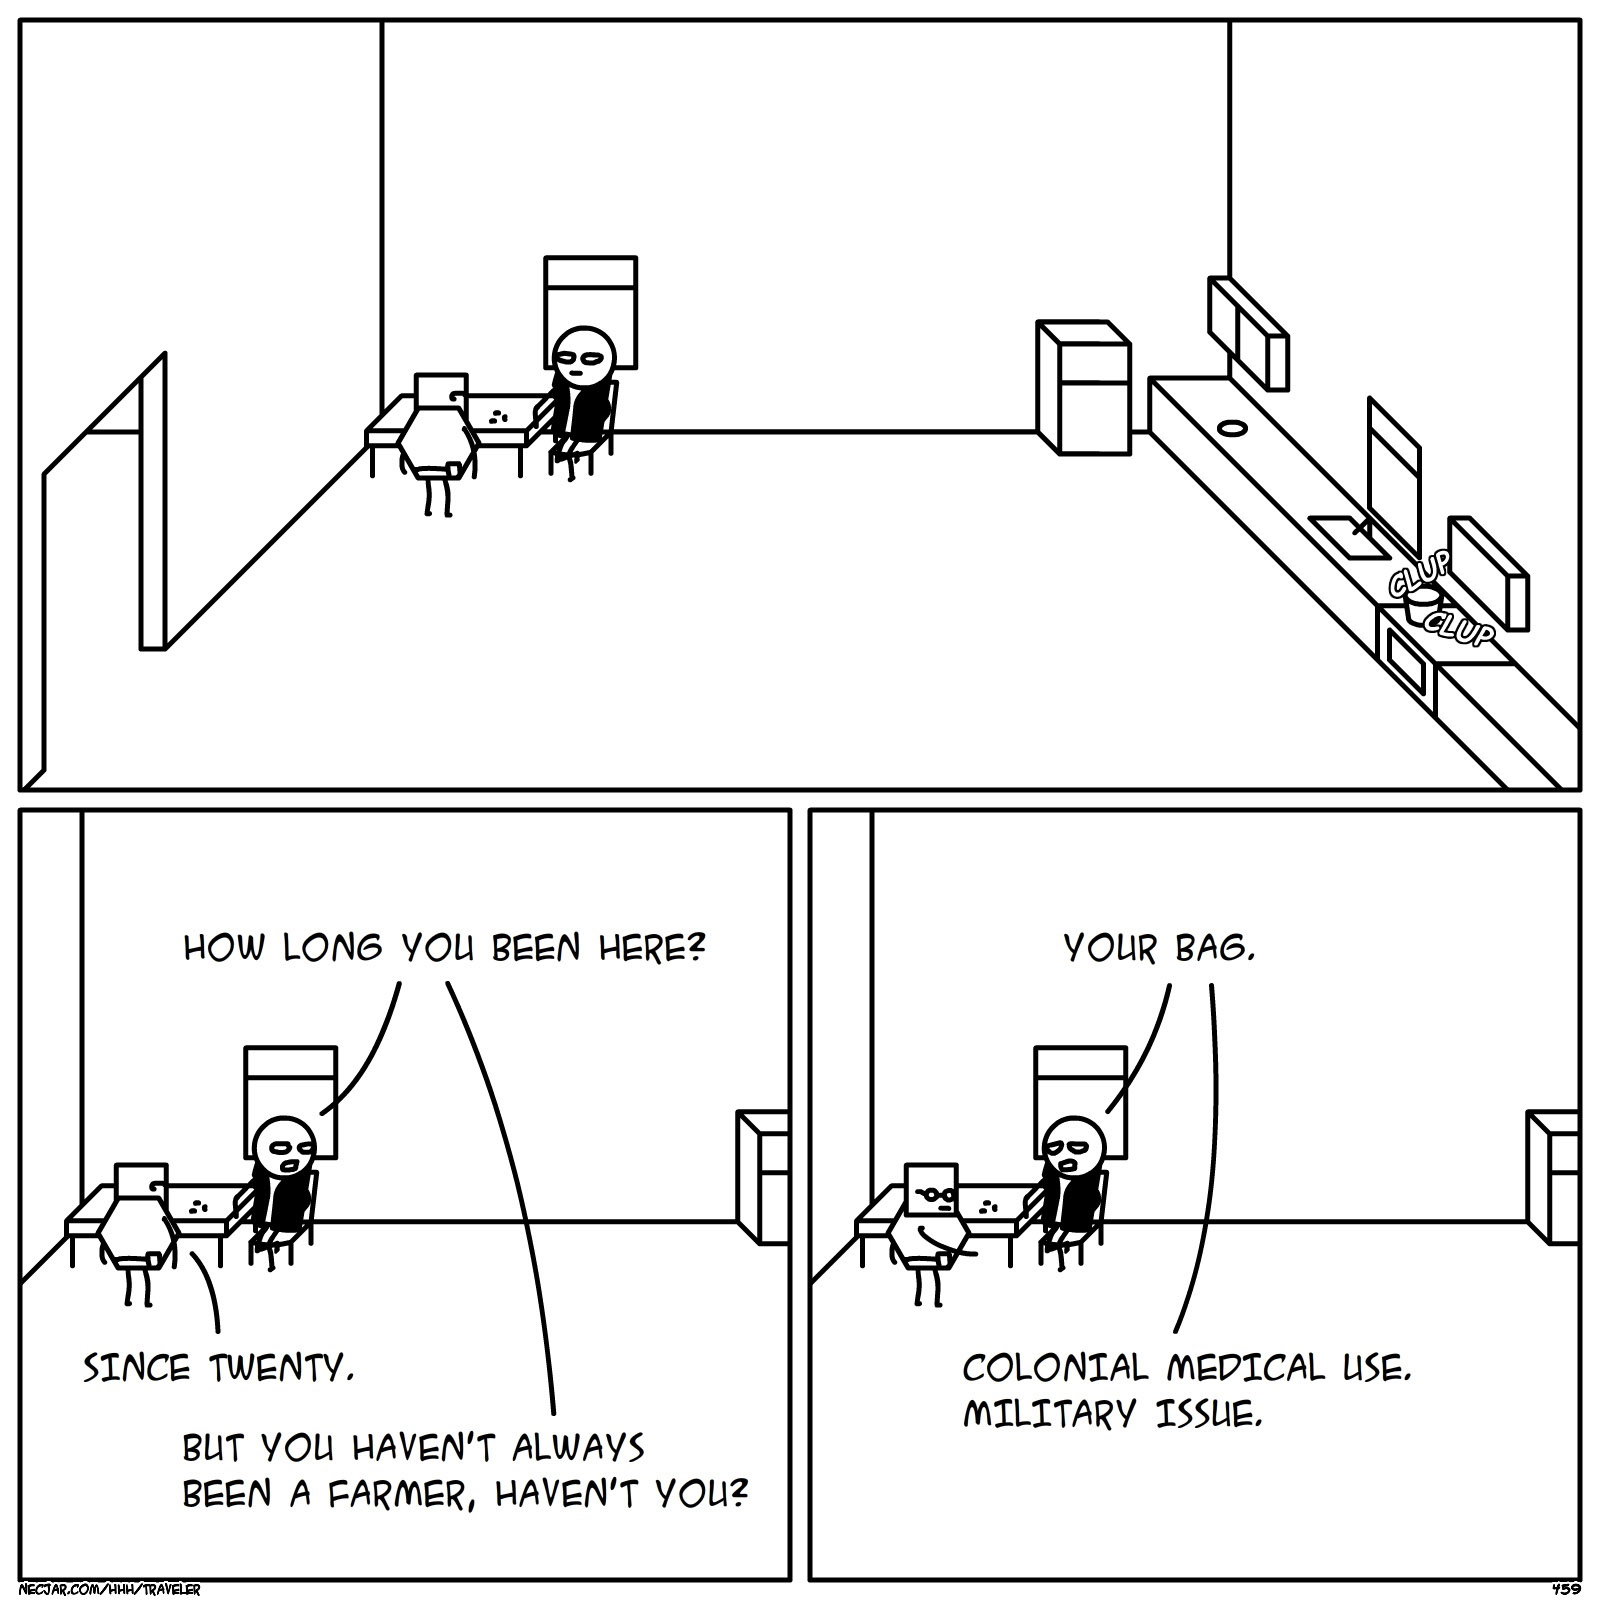 CLUP
CLUP
HOW LONG YOU BEEN HERE?
SINCE TWENTY.
BUT YOU HAVEN'T ALWAYS
BEEN A FARMER, HAVEN'T YOU?
YOUR BAG.
COLONIAL MEDICAL USE.
MILITARY ISSUE.
NECJAR.COM/HHH/TRAVELER
459